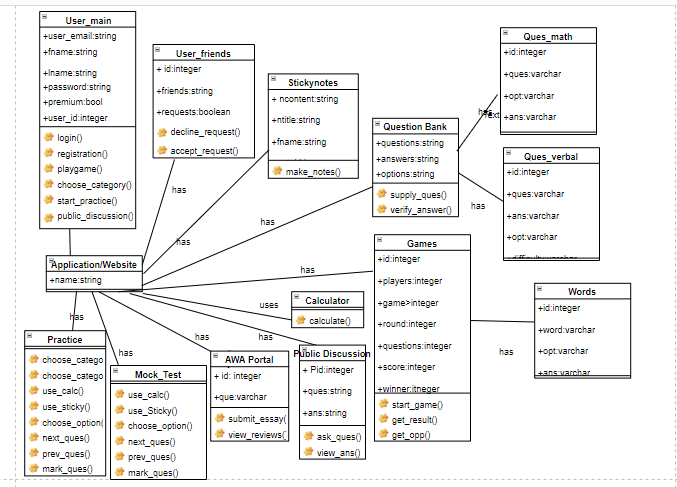 User_main
+user_email:string
+fname:string
+lname:string
+password:string
+premium:bool
+user_id:integer
login()
registration()
playgame()
choose_category()
start_practice()
public_discussion()
User_friends
+ id:integer
+friends:string
+requests:boolean
decline_request()
accept_request()
Stickynotes
+ ncontent:string
+ntitle:string
+fname:string
make_notes()
Question Bank
+questions:string
+answers:string
+options:string
supply_ques()
verify_answer()
Ques_math
+id:integer
+ques:varchar
+opt:varchar
+ans:varchar
has
Text
Ques_verbal
+id:integer
+ques:varchar
+ans:varchar
+opt:varchar
+difficulty:varchar
has
has
has
has
has
Application/Website
+name:string
Games
+id:integer
+players:integer
+game>integer
+round:integer
+questions:integer
+score:integer
+winner:itneger
start_game()
get_result()
get_opp()
Words
+id:integer
+word:varchar
+opt:varchar
+ans:varchar
has
uses
Calculator
calculate()
has
has
has
has
Practice
choose_catego
choose_catego
use_calc()
use_sticky()
choose_option(
next_ques()
prev_ques()
mark_ques()
Mock_Test
use_calc()
use_Sticky()
choose_option()
next_ques()
prev_ques()
mark_ques()
AWA Portal
+ id: integer
+que:varchar
submit_essay(
view_reviews(
Public Discussion
+ Pid:integer
+ques:string
+ans:string
ask_ques()
view_ans()